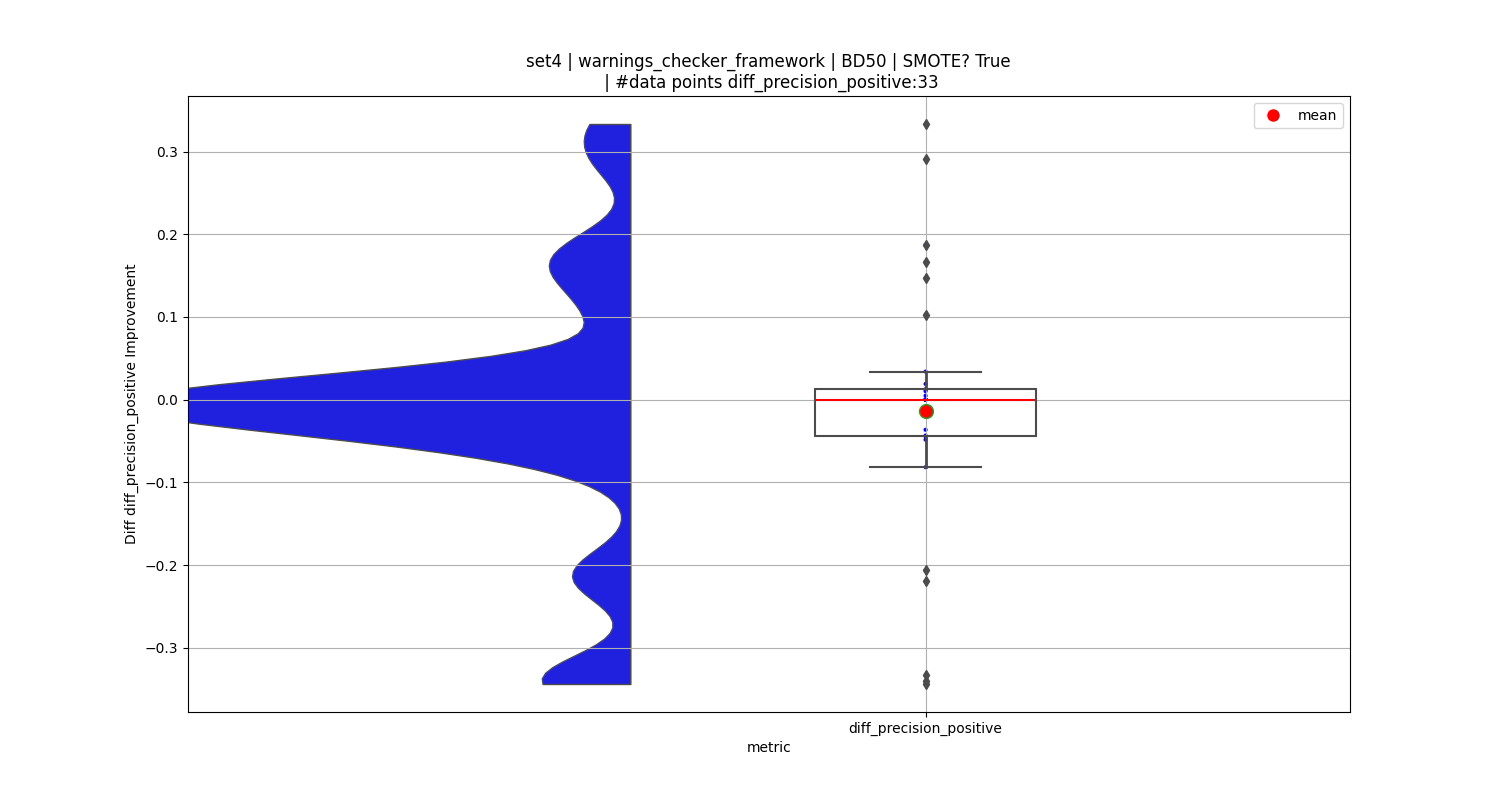 set4 | warnings_checker_framework | BD50 | SMOTE? True
| #data points diff_precision_positive:33
mean
0.3
0.2
0.1
0.0
−0.1
−0.2
−0.3
Diff diff_precision_positive Improvement
diff_precision_positive
metric